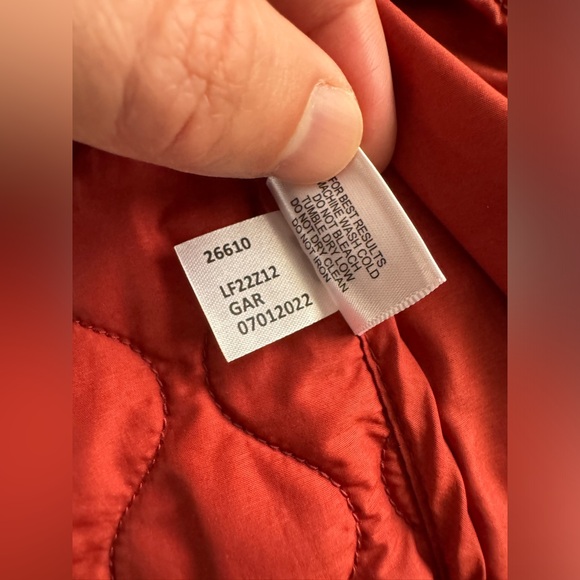 26610
LF22Z12
GAR
07012022
FOR BEST RESULTS
MACHINE WASH COLD
DO NOT BLEACH
TUMBLE DRY LOW
DO NOT DRY CLEAN
DO NOT IRON